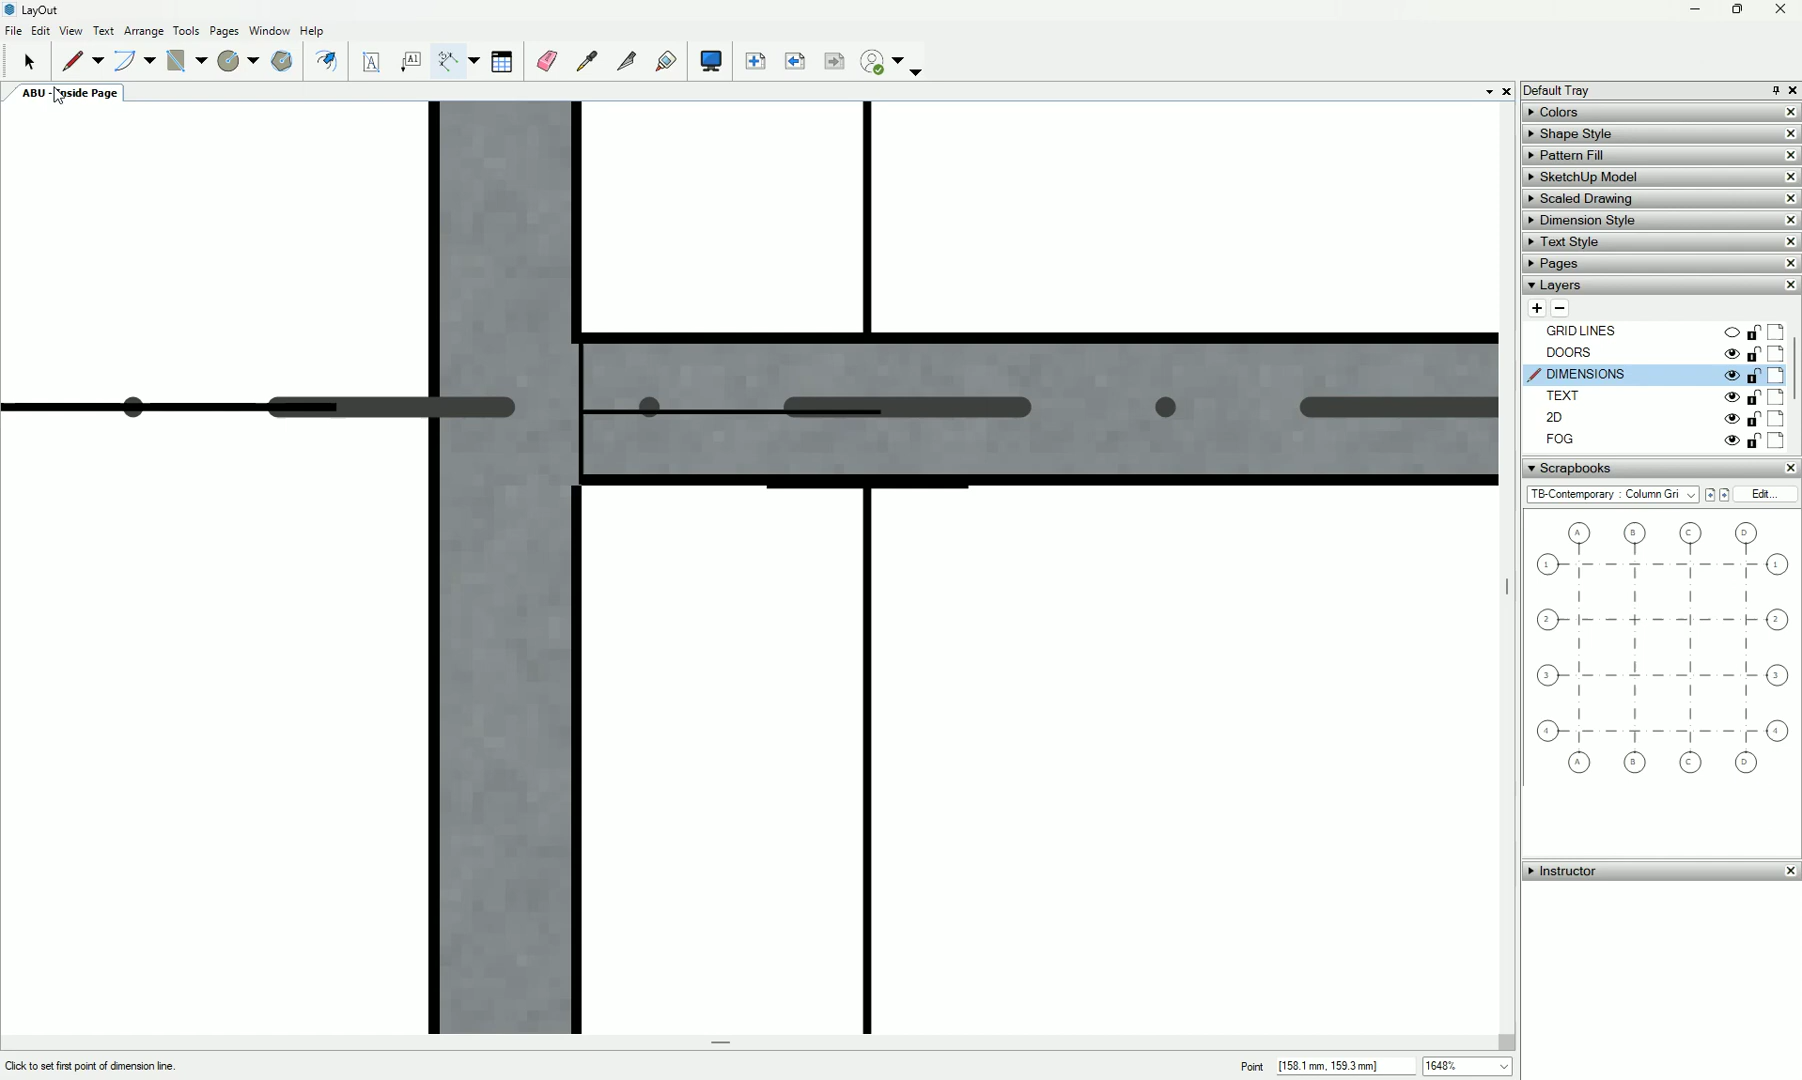 LayOut
File Edit View Text Arrange Tools Pages Window Help
ABU - Inside Page
Default Tray
Colors
Shape Style
Pattern Fill
SketchUp Model
Scaled Drawing
Dimension Style
Text Style
Pages
Layers
GRID LINES
DOORS
DIMENSIONS
TEXT
2D
FOG
Scrapbooks
TB-Contemporary : Column Gri Edit...
A B C D
1 1
2 2
3 3
4 4
A B C D
Instructor
Click to set first point of dimension line. Point [158.1 mm, 159.3 mm] 1648%